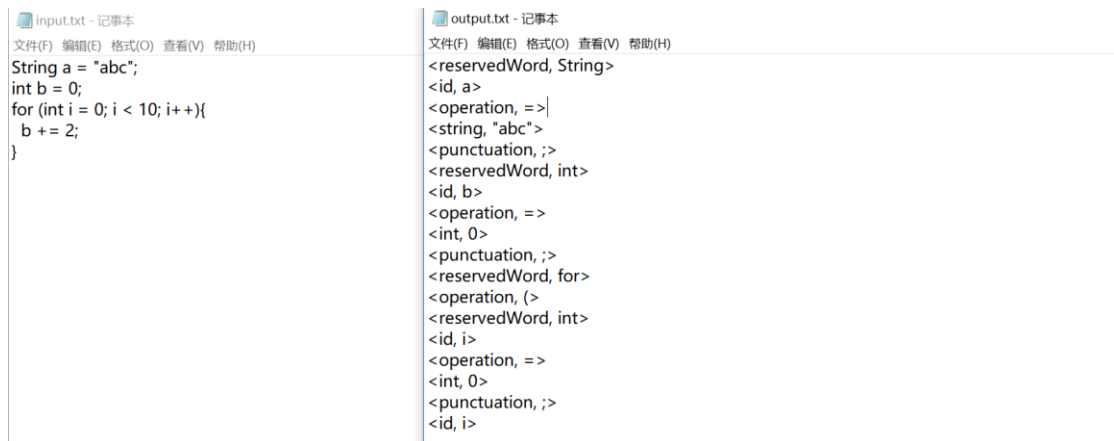 input.txt - 记事本
文件(F) 编辑(E) 格式(O) 查看(V) 帮助(H)
String a = "abc";
int b = 0;
for (int i = 0; i < 10; i++){
  b += 2;
}
output.txt - 记事本
文件(F) 编辑(E) 格式(O) 查看(V) 帮助(H)
<reservedWord, String>
<id, a>
<operation, =>
<string, "abc">
<punctuation, ;>
<reservedWord, int>
<id, b>
<operation, =>
<int, 0>
<punctuation, ;>
<reservedWord, for>
<operation, (>
<reservedWord, int>
<id, i>
<operation, =>
<int, 0>
<punctuation, ;>
<id, i>